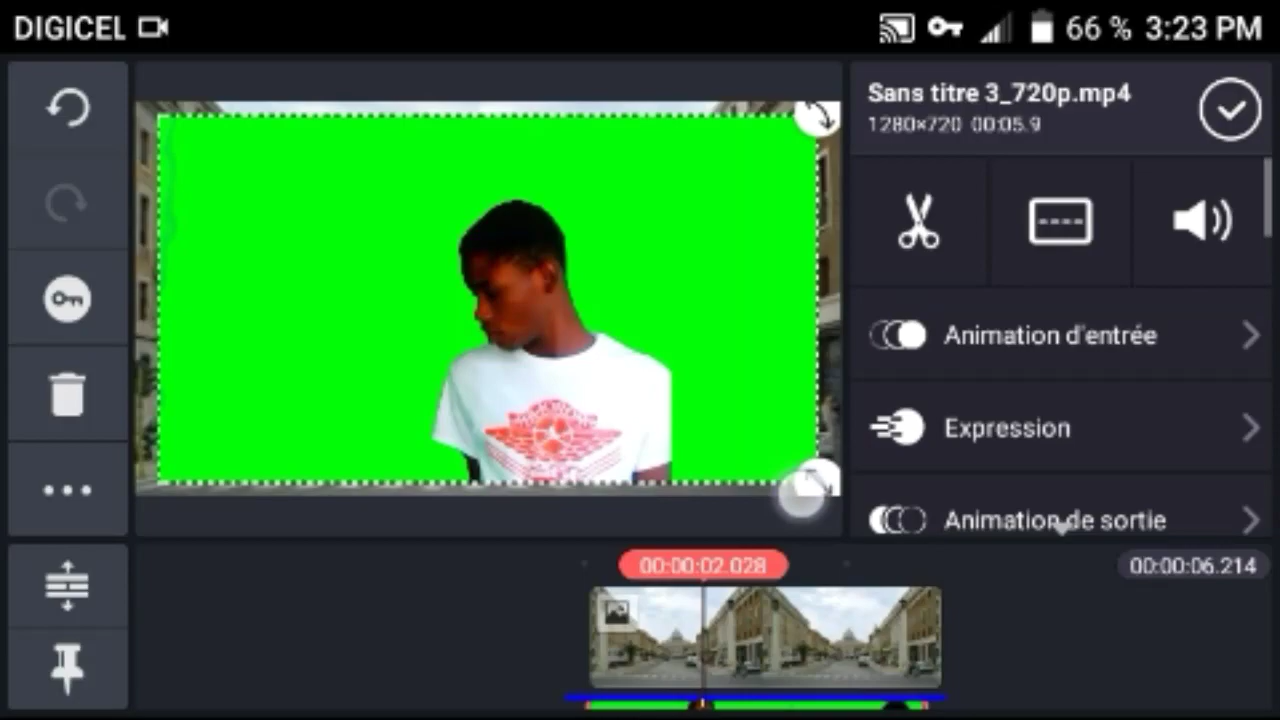 DIGICEL
66 % 3:23 PM
Sans titre 3_720p.mp4
1280×720 00:05.9
Animation d'entrée
Expression
Animation de sortie
00:00:02.028
00:00:06.214